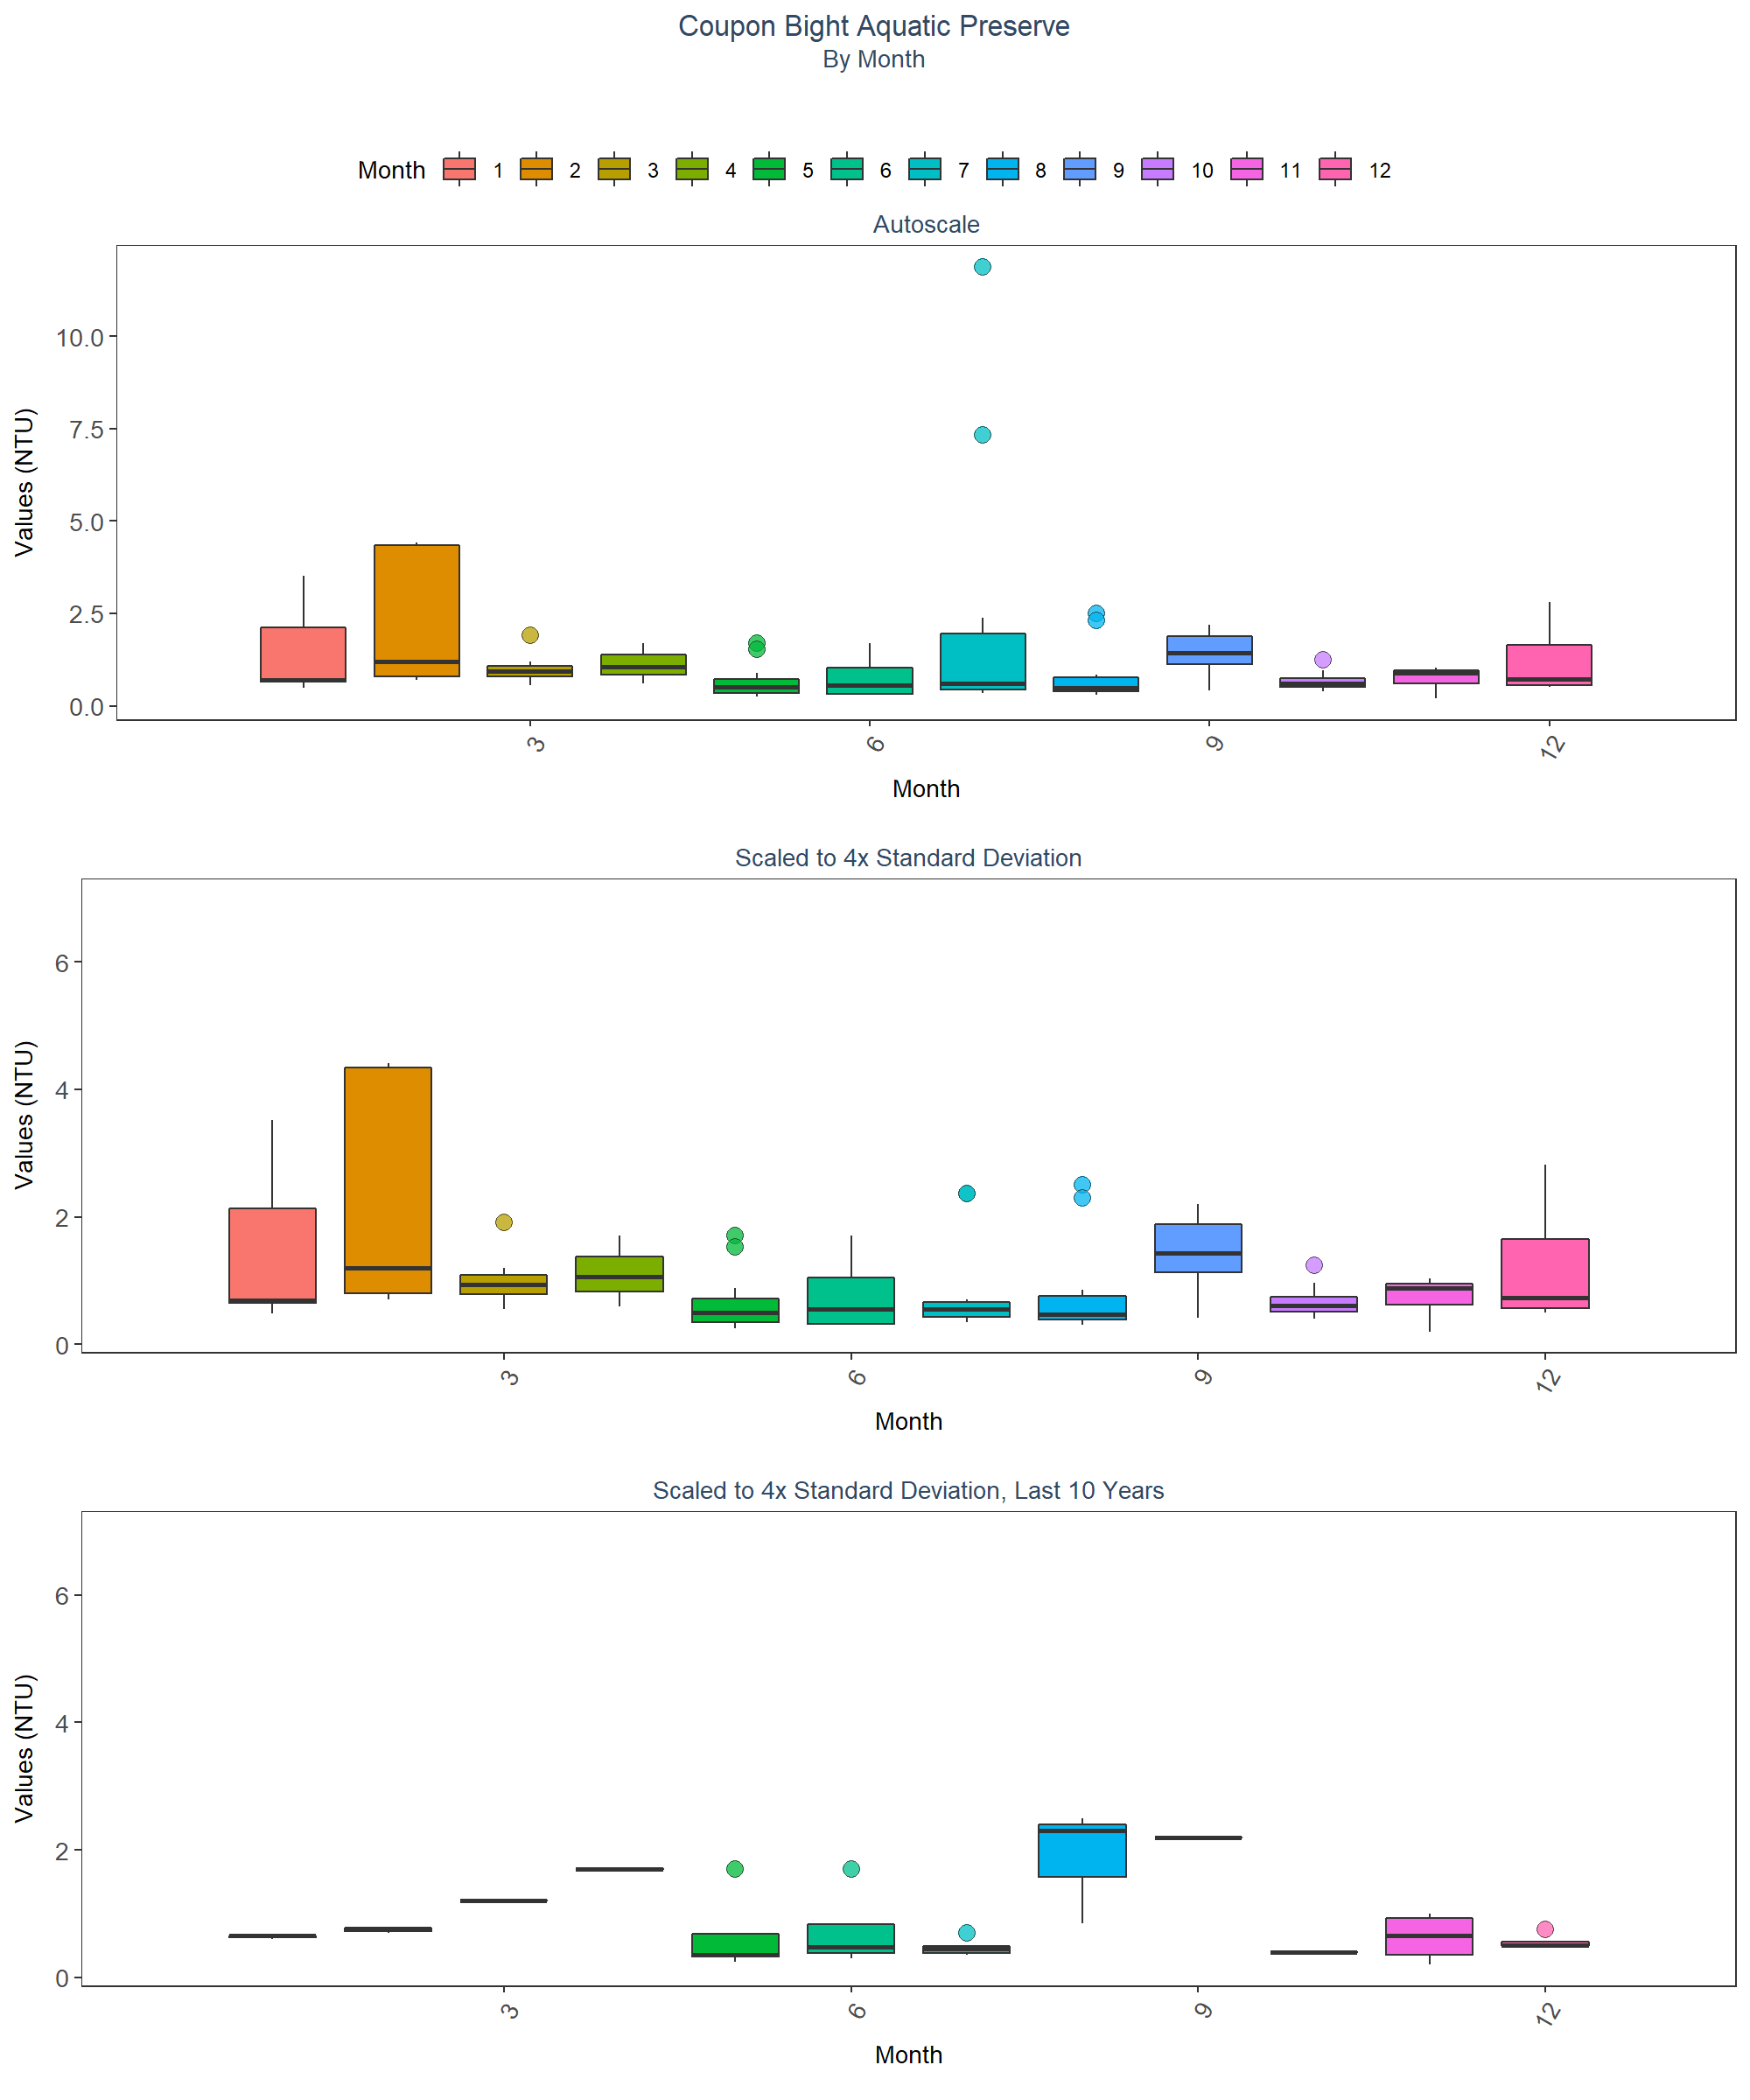 Coupon Bight Aquatic Preserve
By Month
Month 1 2 3 4 5 6 7 8 9 10 11 12
Autoscale
Values (NTU)
10.0
7.5
5.0
2.5
0.0
3 6 9 12
Month
Scaled to 4x Standard Deviation
Values (NTU)
6
4
2
0
3 6 9 12
Month
Scaled to 4x Standard Deviation, Last 10 Years
Values (NTU)
6
4
2
0
3 6 9 12
Month